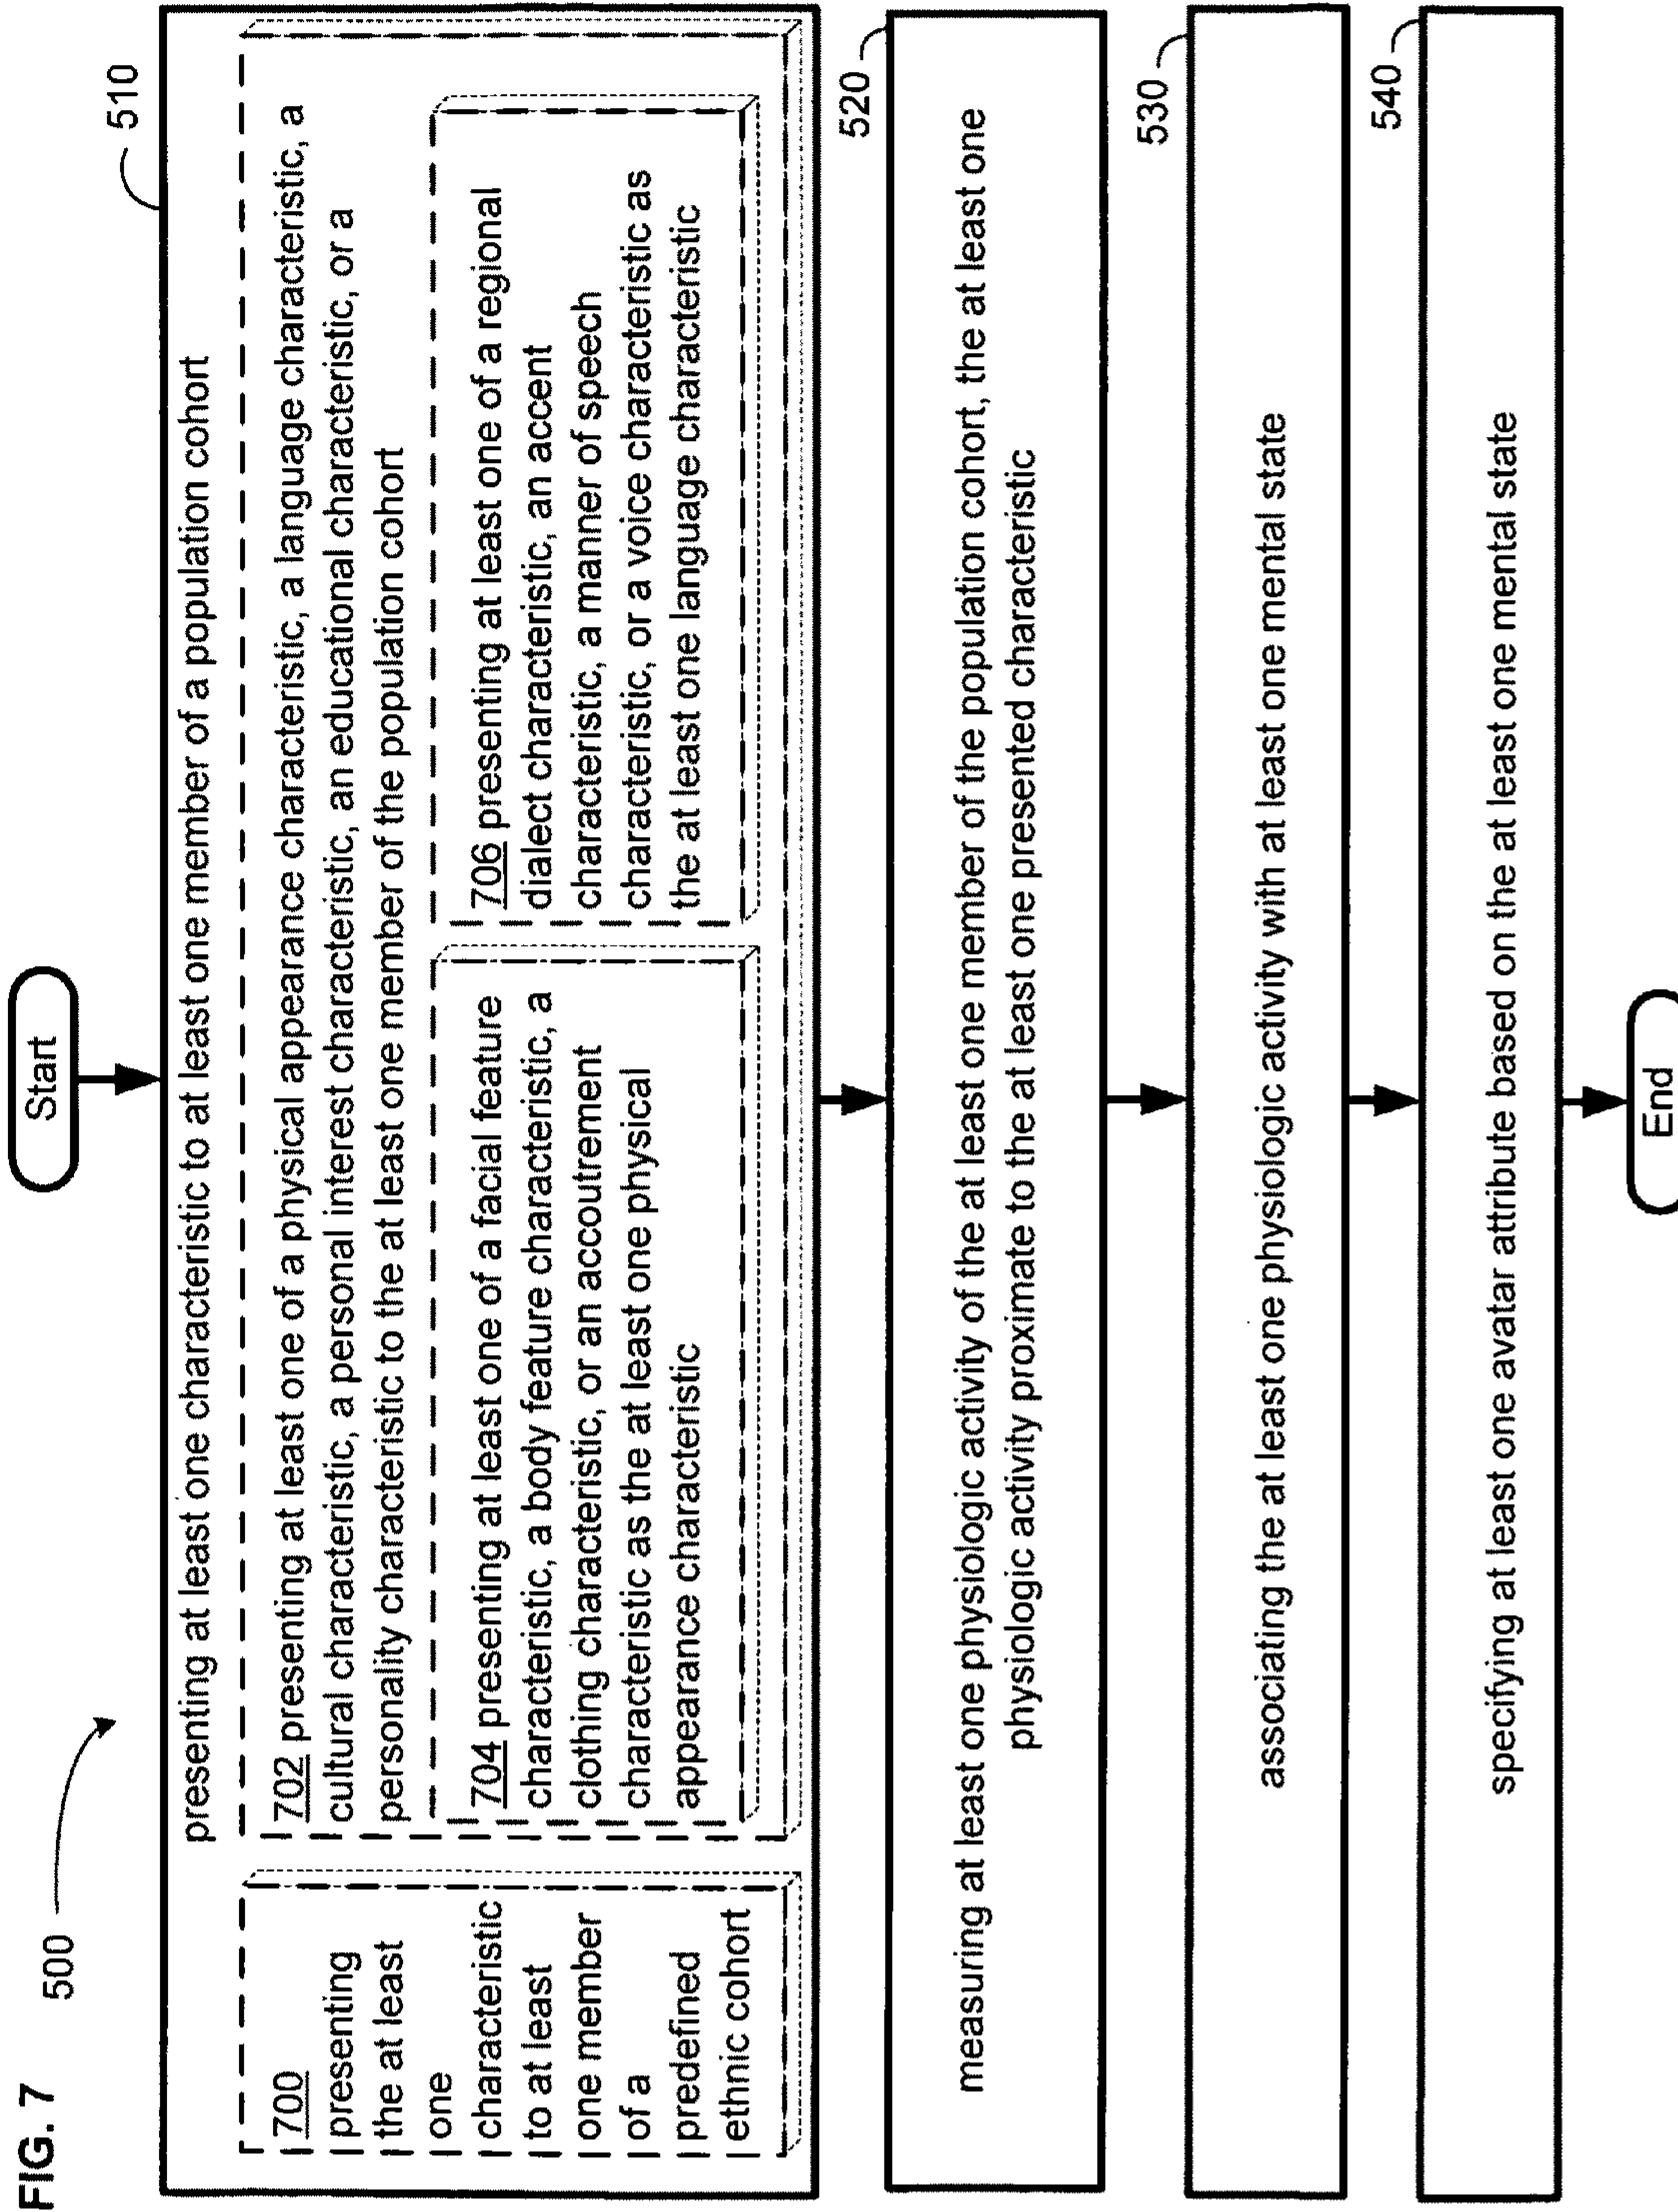 FIG. 7
500
Start
510
presenting at least one characteristic to at least one member of a population cohort
700
presenting
the at least
one
characteristic
to at least
one member
of a
predefined
ethnic cohort
702 presenting at least one of a physical appearance characteristic, a language characteristic, a
cultural characteristic, a personal interest characteristic, an educational characteristic, or a
personality characteristic to the at least one member of the population cohort
704 presenting at least one of a facial feature
characteristic, a body feature characteristic, a
clothing characteristic, or an accoutrement
characteristic as the at least one physical
appearance characteristic
706 presenting at least one of a regional
dialect characteristic, an accent
characteristic, a manner of speech
characteristic, or a voice characteristic as
the at least one language characteristic
520
measuring at least one physiologic activity of the at least one member of the population cohort, the at least one
physiologic activity proximate to the at least one presented characteristic
530
associating the at least one physiologic activity with at least one mental state
540
specifying at least one avatar attribute based on the at least one mental state
End